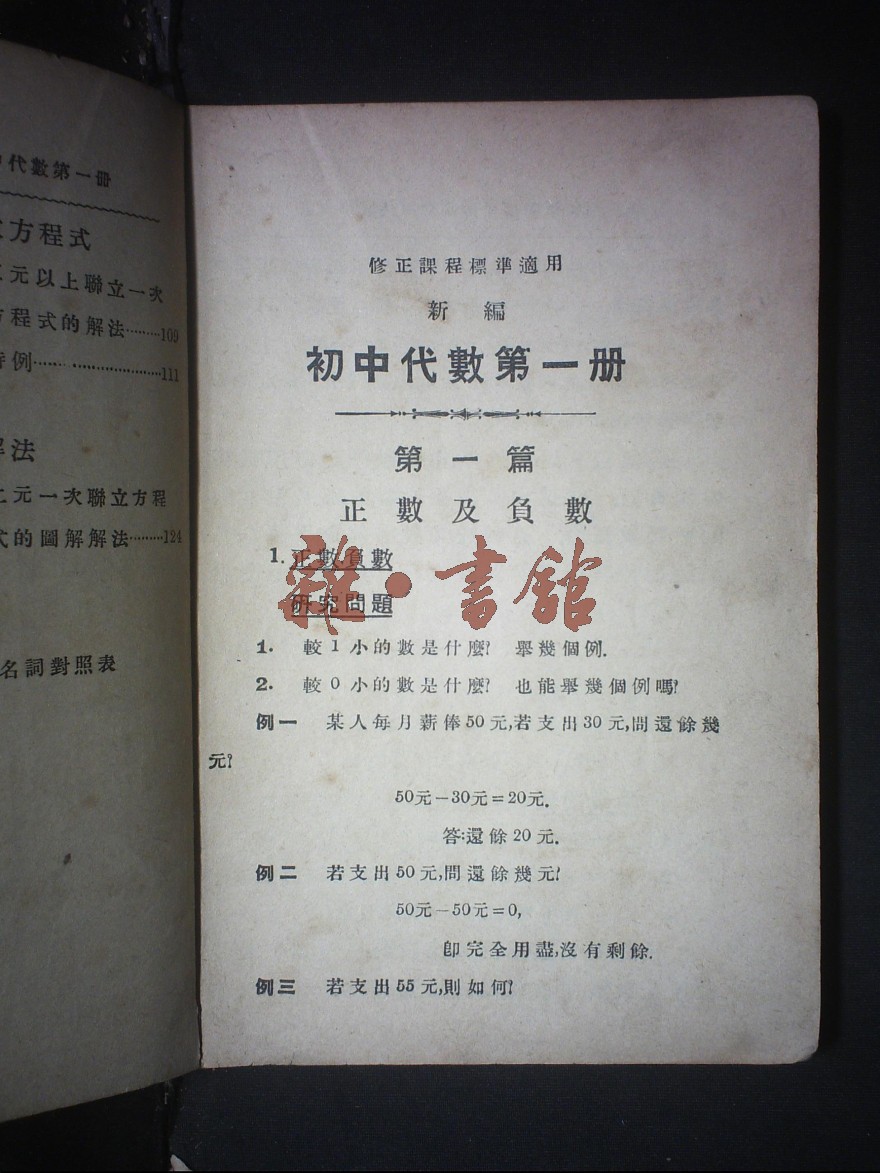 中代數第一冊
方程式
元以上聯立一次
方程式的解法………109
特例…………………111
解法
二元一次聯立方程
式的圖解解法………124
名詞對照表
修正課程標準適用
新編
初中代數第一册
第一篇
正數及負數
1. 正數負數
雜·書館
研究問題
1. 較1小的數是什麼? 舉幾個例.
2. 較0小的數是什麼? 也能舉幾個例嗎?
例一 某人每月薪俸50元,若支出30元,問還餘幾
元?
50元-30元=20元.
答:還餘20元.
例二 若支出50元,問還餘幾元?
50元-50元=0,
卽完全用盡,沒有剩餘.
例三 若支出55元,則如何?